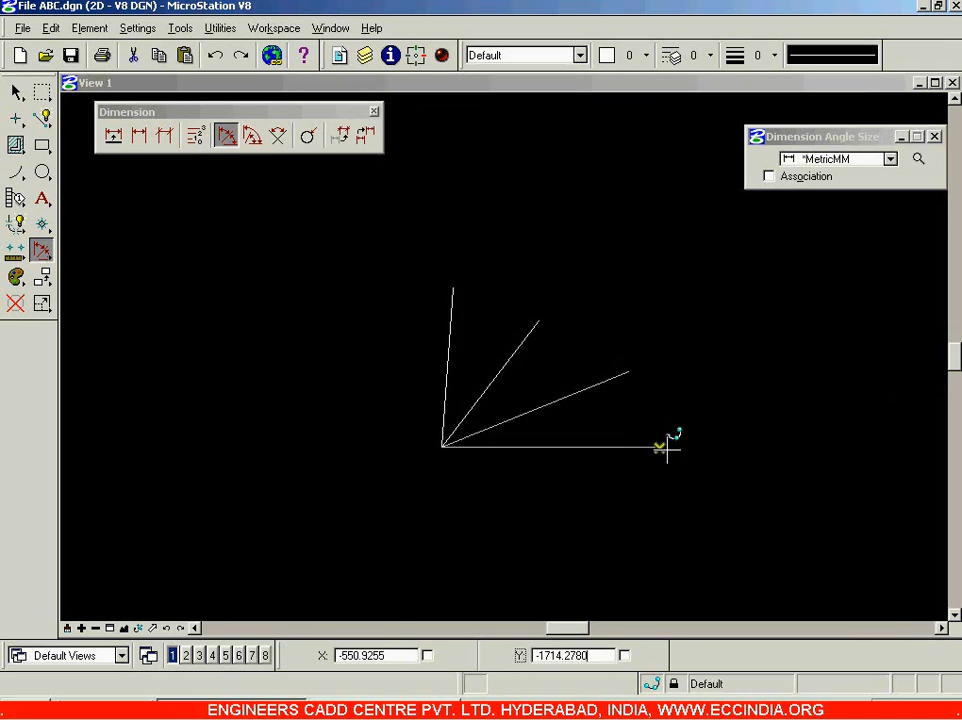 File ABC.dgn (2D - V8 DGN) - MicroStation V8
File Edit Element Settings Tools Utilities Workspace Window Help
Default 0 0 0
View 1
Dimension
Dimension Angle Size
*MetricMM
Association
Default Views 1 2 3 4 5 6 7 8 X: -550.9255 Y: -1714.2780
Default
ENGINEERS CADD CENTRE PVT. LTD. HYDERABAD, INDIA, WWW.ECCINDIA.ORG